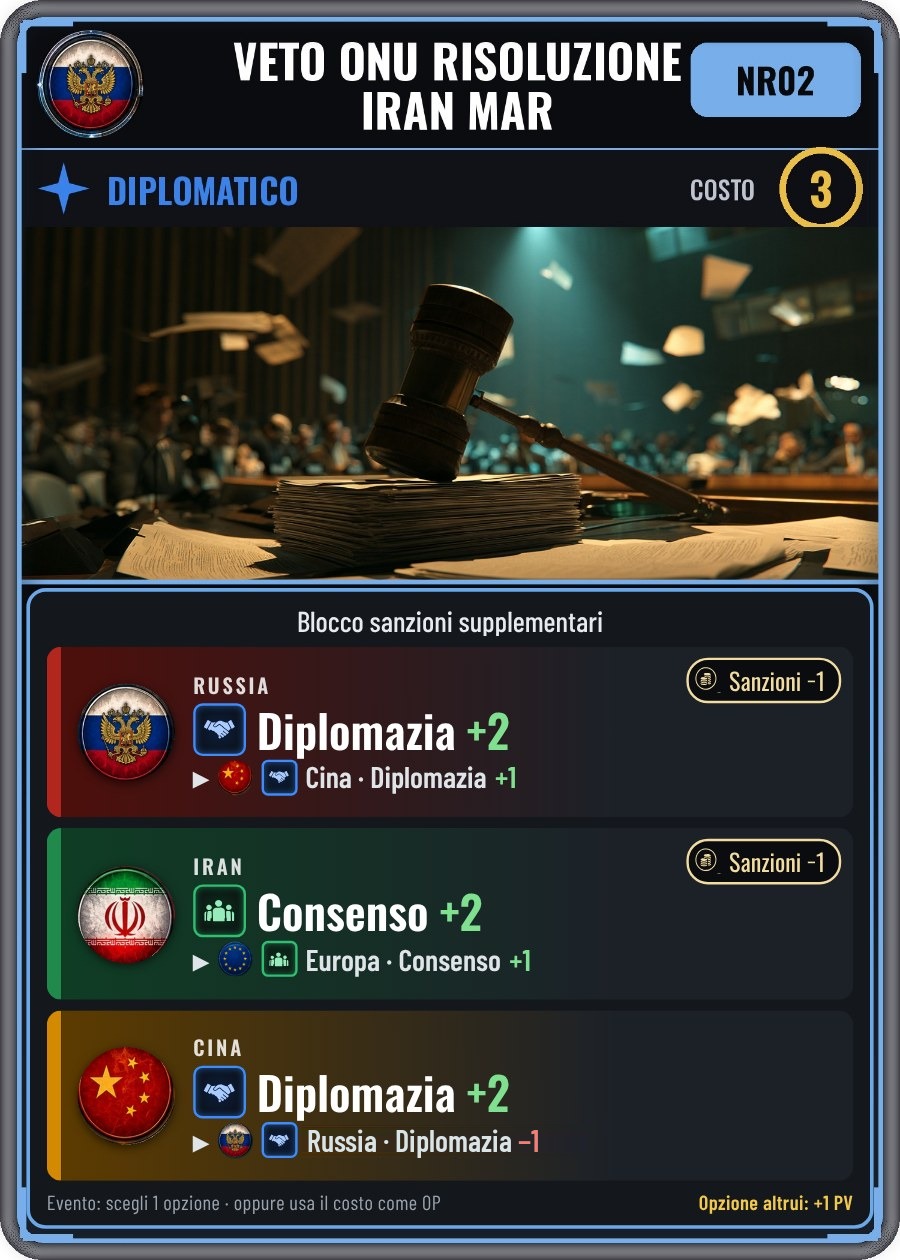 VETO ONU RISOLUZIONE
IRAN MAR
NR02
DIPLOMATICO
COSTO
3
Blocco sanzioni supplementari
RUSSIA
Sanzioni −1
Diplomazia +2
▶ Cina · Diplomazia +1
IRAN
Sanzioni −1
Consenso +2
▶ Europa · Consenso +1
CINA
Diplomazia +2
▶ Russia · Diplomazia −1
Evento: scegli 1 opzione · oppure usa il costo come OP
Opzione altrui: +1 PV